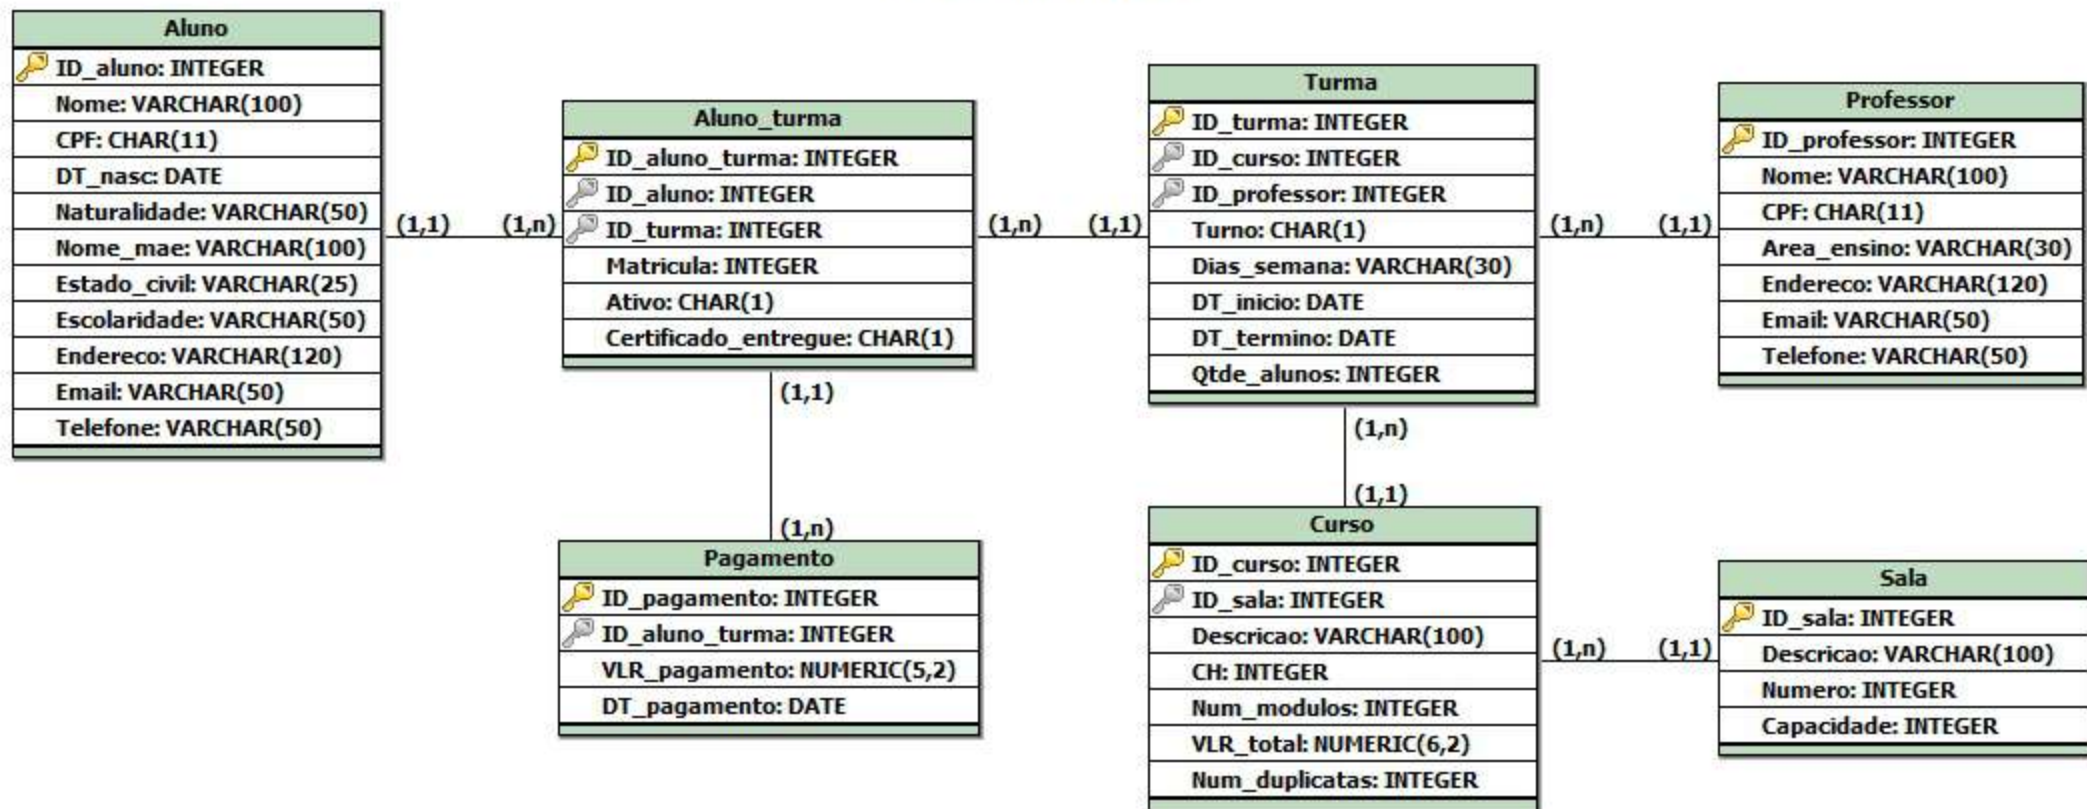 Aluno
ID_aluno: INTEGER
Nome: VARCHAR(100)
CPF: CHAR(11)
DT_nasc: DATE
Naturalidade: VARCHAR(50)
Nome_mae: VARCHAR(100)
Estado_civil: VARCHAR(25)
Escolaridade: VARCHAR(50)
Endereco: VARCHAR(120)
Email: VARCHAR(50)
Telefone: VARCHAR(50)
(1,1)
(1,n)
Aluno_turma
ID_aluno_turma: INTEGER
ID_aluno: INTEGER
ID_turma: INTEGER
Matricula: INTEGER
Ativo: CHAR(1)
Certificado_entregue: CHAR(1)
(1,n)
(1,1)
(1,1)
(1,n)
Pagamento
ID_pagamento: INTEGER
ID_aluno_turma: INTEGER
VLR_pagamento: NUMERIC(5,2)
DT_pagamento: DATE
Turma
ID_turma: INTEGER
ID_curso: INTEGER
ID_professor: INTEGER
Turno: CHAR(1)
Dias_semana: VARCHAR(30)
DT_inicio: DATE
DT_termino: DATE
Qtde_alunos: INTEGER
(1,n)
(1,1)
(1,n)
(1,1)
Professor
ID_professor: INTEGER
Nome: VARCHAR(100)
CPF: CHAR(11)
Area_ensino: VARCHAR(30)
Endereco: VARCHAR(120)
Email: VARCHAR(50)
Telefone: VARCHAR(50)
Curso
ID_curso: INTEGER
ID_sala: INTEGER
Descricao: VARCHAR(100)
CH: INTEGER
Num_modulos: INTEGER
VLR_total: NUMERIC(6,2)
Num_duplicatas: INTEGER
(1,n)
(1,1)
Sala
ID_sala: INTEGER
Descricao: VARCHAR(100)
Numero: INTEGER
Capacidade: INTEGER